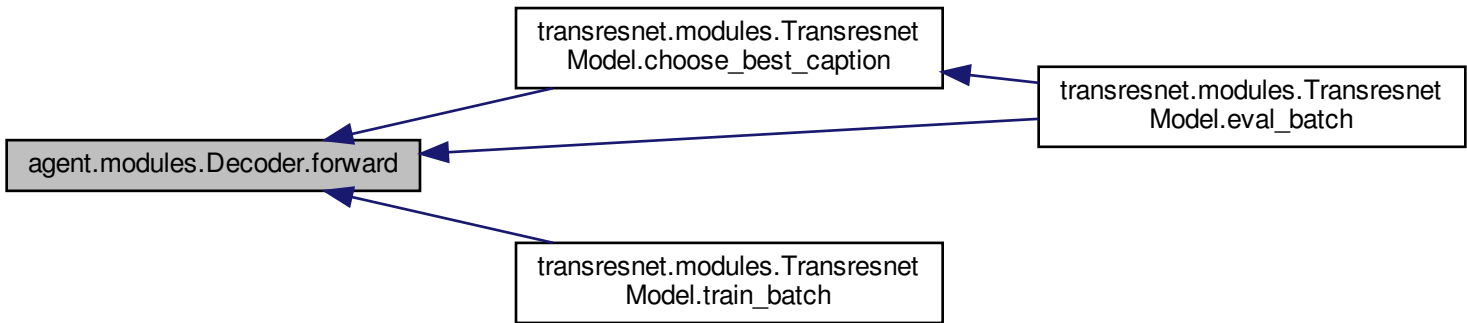 transresnet.modules.Transresnet
Model.choose_best_caption
transresnet.modules.Transresnet
Model.eval_batch
agent.modules.Decoder.forward
transresnet.modules.Transresnet
Model.train_batch